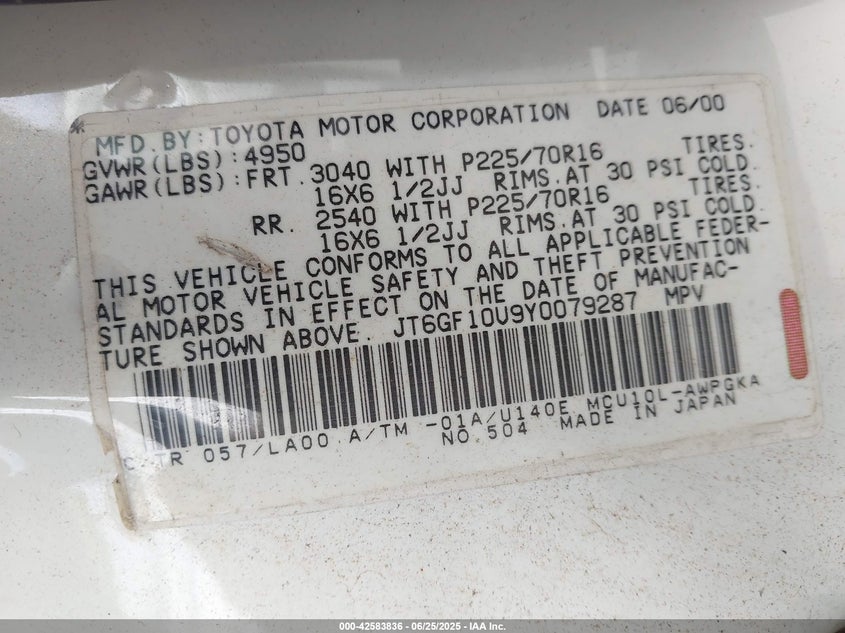 MFD.BY:TOYOTA MOTOR CORPORATION DATE 06/00
GVWR(LBS):4950
GAWR(LBS):FRT.3040 WITH P225/70R16 TIRES.
16X6 1/2JJ RIMS.AT 30 PSI COLD.
RR. 2540 WITH P225/70R16 TIRES.
16X6 1/2JJ RIMS.AT 30 PSI COLD.
THIS VEHICLE CONFORMS TO ALL APPLICABLE FEDER-
AL MOTOR VEHICLE SAFETY AND THEFT PREVENTION
STANDARDS IN EFFECT ON THE DATE OF MANUFAC-
TURE SHOWN ABOVE. JT6GF10U9Y0079287 MPV
C/TR 057/LA00 A/TM -01A/U140E MCU10L-AWPGKA
NO.504 MADE IN JAPAN
000-42583836 - 06/25/2025 - IAA Inc.